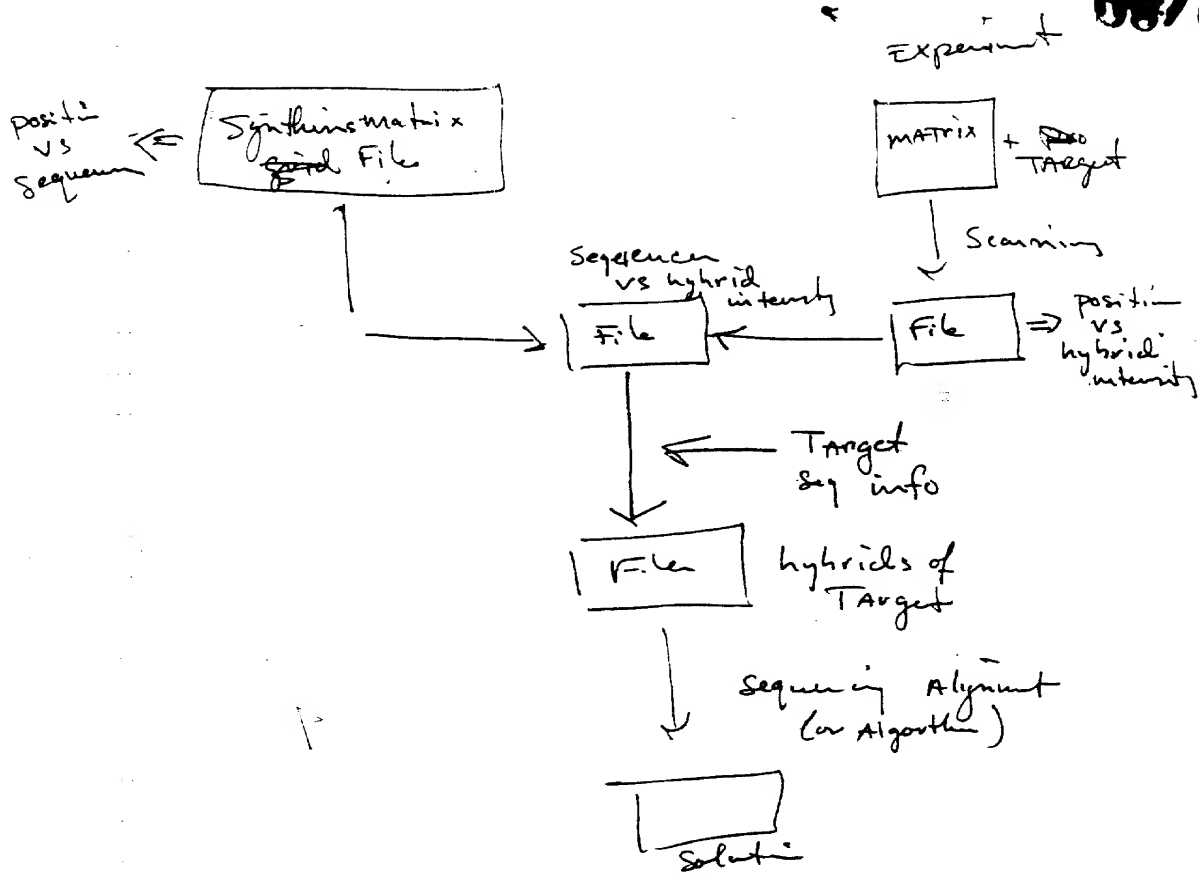 Experiment
position
vs
sequence
Synthesis matrix
File
MATRIX
+
TARget
Scanning
Sequences
vs hybrid
intensity
File
File
position
vs
hybrid
intensity
TARget
seq info
Files
hybrids of
TARget
Sequencing Alignment
(or Algorithm)
Solution